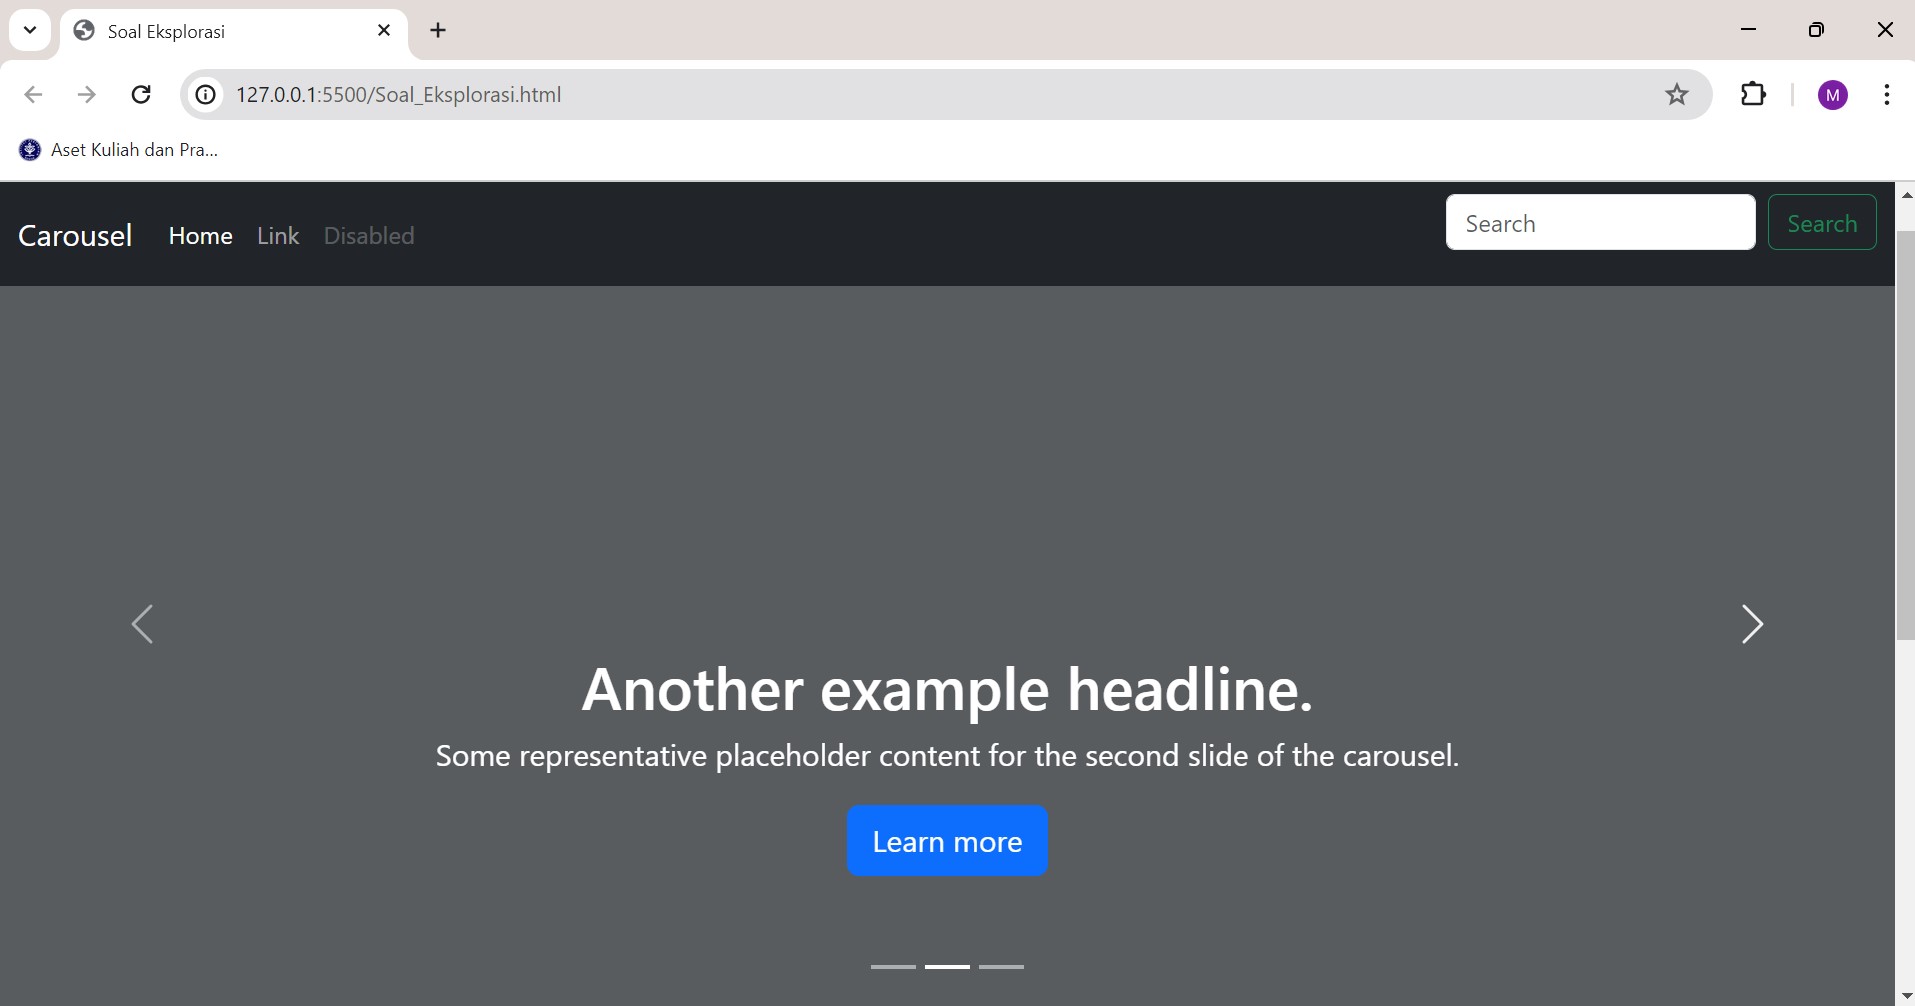 Soal Eksplorasi
127.0.0.1:5500/Soal_Eksplorasi.html
M
Aset Kuliah dan Pra...
Carousel Home Link Disabled Search Search
Another example headline.
Some representative placeholder content for the second slide of the carousel.
Learn more